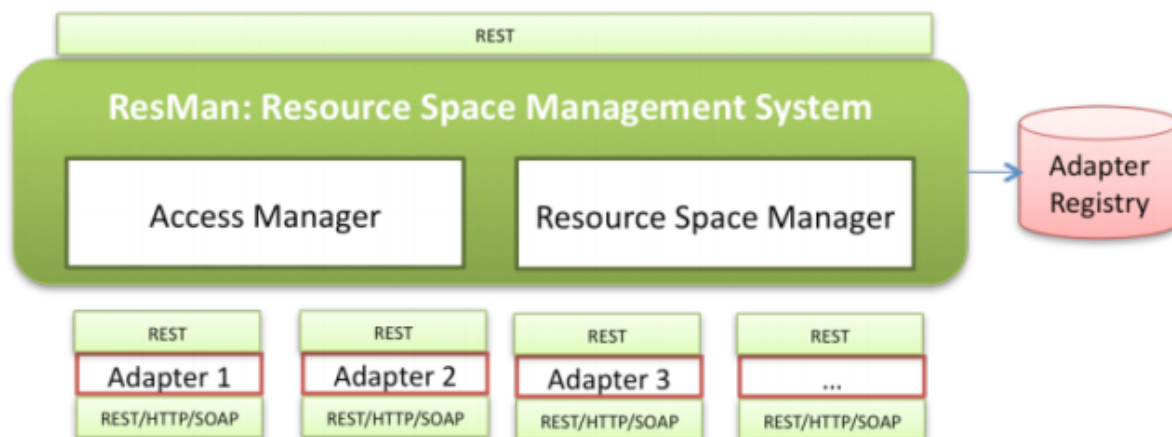 REST
ResMan: Resource Space Management System
Access Manager
Resource Space Manager
Adapter
Registry
REST
REST
REST
REST
Adapter 1
Adapter 2
Adapter 3
...
REST/HTTP/SOAP
REST/HTTP/SOAP
REST/HTTP/SOAP
REST/HTTP/SOAP